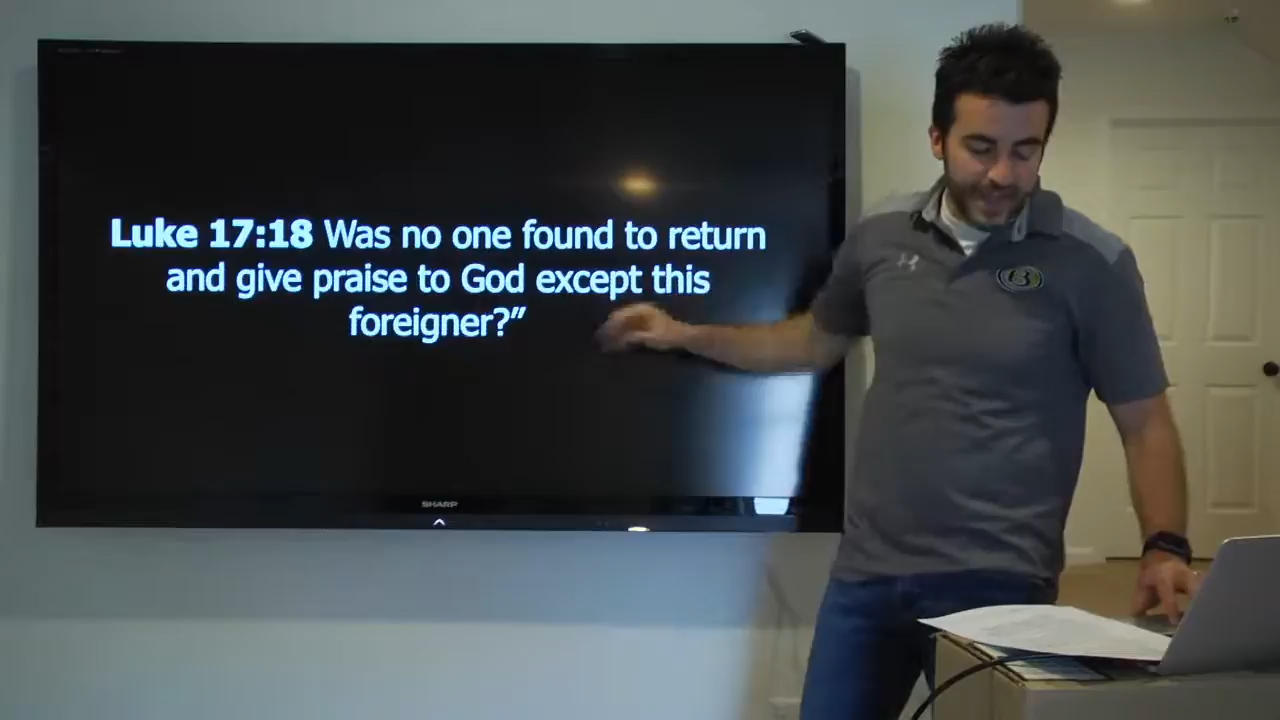 Luke 17:18 Was no one found to return
and give praise to God except this
foreigner?”
SHARP
B